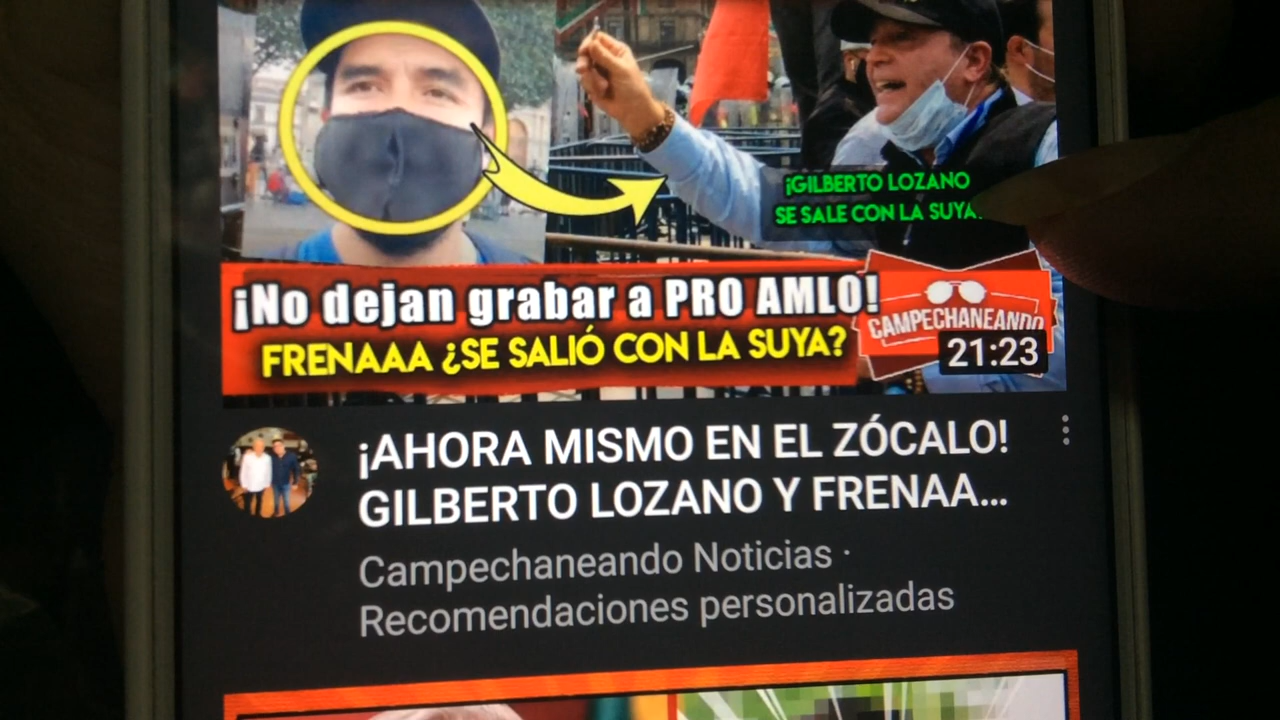 ¡GILBERTO LOZANO
SE SALE CON LA SUYA!
¡No dejan grabar a PRO AMLO!
FRENAAA ¿SE SALIÓ CON LA SUYA?
CAMPECHANEANDO
21:23
¡AHORA MISMO EN EL ZÓCALO!
GILBERTO LOZANO Y FRENAA...
Campechaneando Noticias ·
Recomendaciones personalizadas